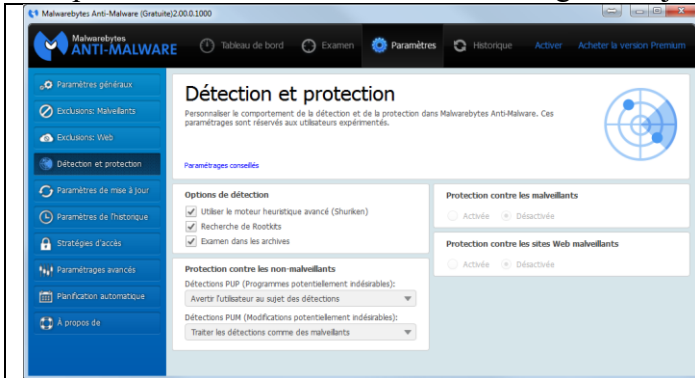 Malwarebytes Anti-Malware (Gratuite)2.00.0.1000
Malwarebytes
ANTI-MALWARE
Tableau de bord
Examen
Paramètres
Historique
Activer
Acheter la version Premium
Paramètres généraux
Exclusions: Malveillants
Exclusions: Web
Détection et protection
Paramètres de mise à jour
Paramètres de l'historique
Stratégies d'accès
Paramétrages avancés
Planification automatique
À propos de
Détection et protection
Personnaliser le comportement de la détection et de la protection dans Malwarebytes Anti-Malware. Ces
paramétrages sont réservés aux utilisateurs expérimentés.
Paramétrages conseillés
Options de détection
Utiliser le moteur heuristique avancé (Shuriken)
Recherche de Rootkits
Examen dans les archives
Protection contre les non-malveillants
Détections PUP (Programmes potentiellement indésirables):
Avertir l'utilisateur au sujet des détections
Détections PUM (Modifications potentiellement indésirables):
Traiter les détections comme des malveillants
Protection contre les malveillants
Activée
Désactivée
Protection contre les sites Web malveillants
Activée
Désactivée